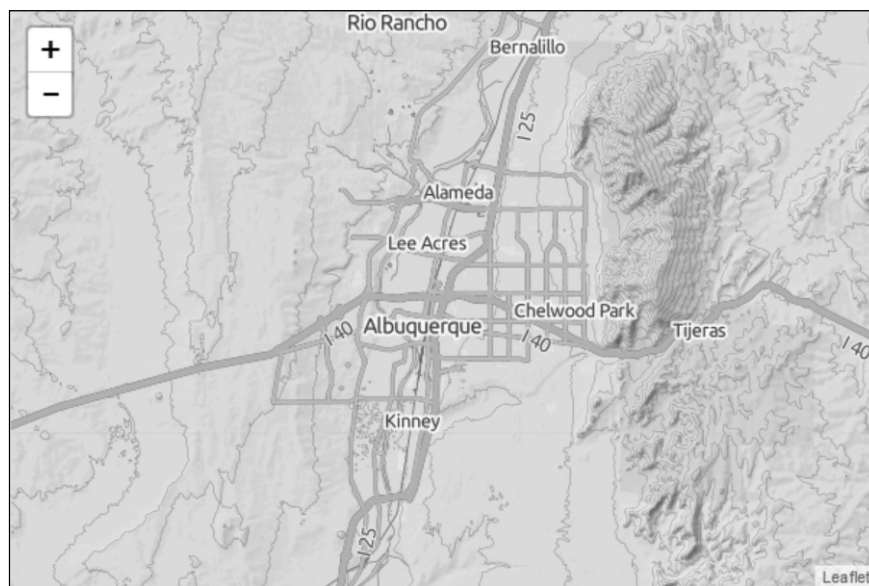 Rio Rancho
+
Bernalillo
−
I 25
Alameda
Lee Acres
Chelwood Park
Albuquerque
Tijeras
I 40
I 40
I 40
Kinney
I 25
Leaflet